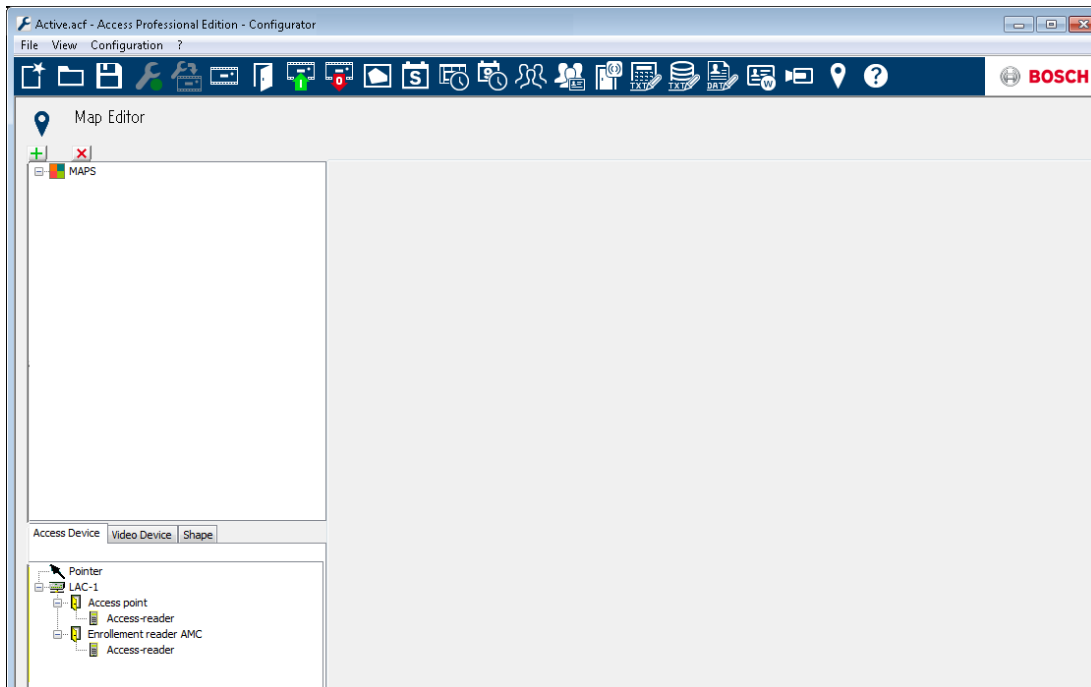 Active.acf - Access Professional Edition - Configurator
File View Configuration ?
S TXT TXT DATA W ? BOSCH
Map Editor
MAPS
Access Device Video Device Shape
Pointer
LAC-1
Access point
Access-reader
Enrollement reader AMC
Access-reader